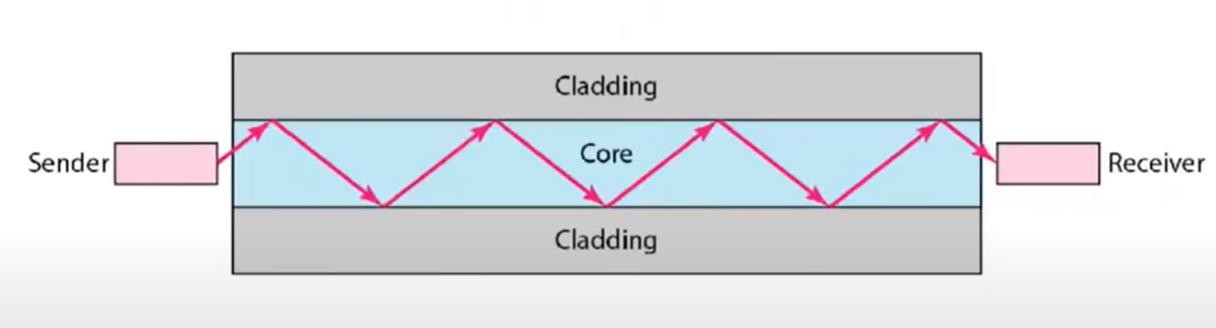 Cladding
Sender
Core
Receiver
Cladding